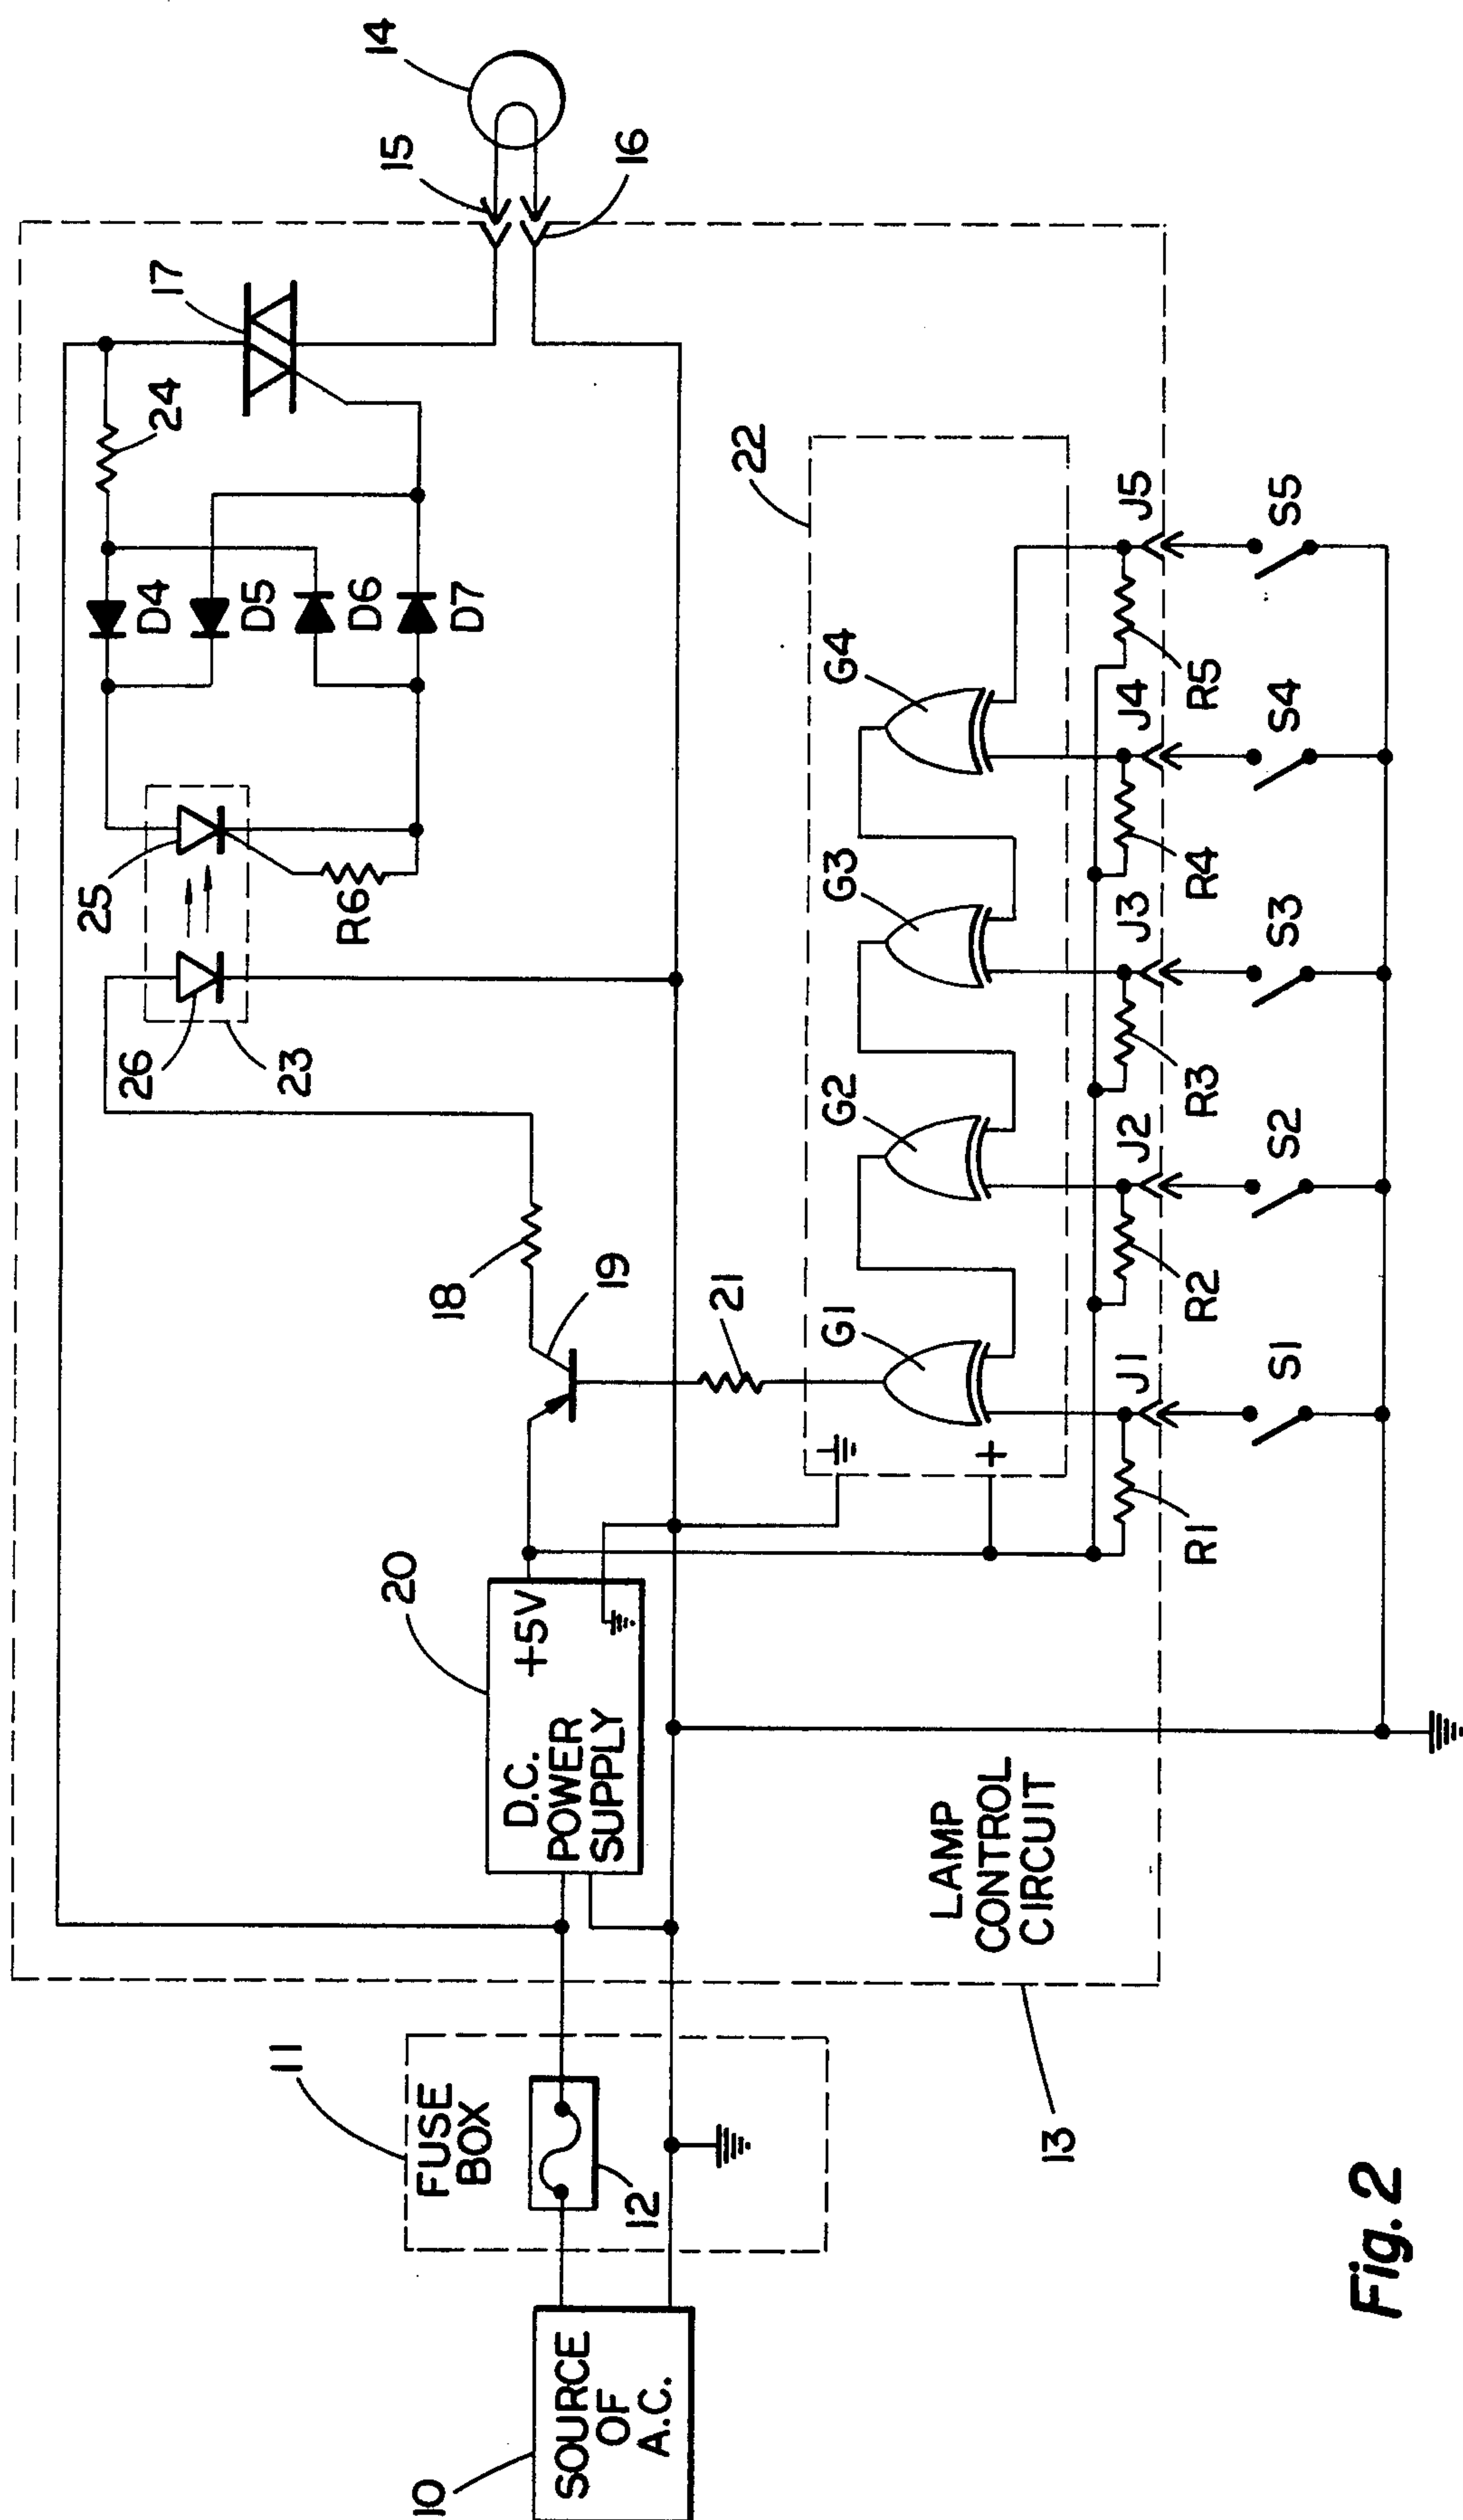 10
SOURCE
OF
A.C.
11
FUSE
BOX
12
13
LAMP
CONTROL
CIRCUIT
20
D.C.
POWER
SUPPLY
+5V
18
19
21
26
23
25
R6
D4
D5
D6
D7
24
17
15
14
16
22
+
G1
G2
G3
G4
J1
J2
J3
J4
J5
R1
R2
R3
R4
R5
S1
S2
S3
S4
S5
Fig. 2